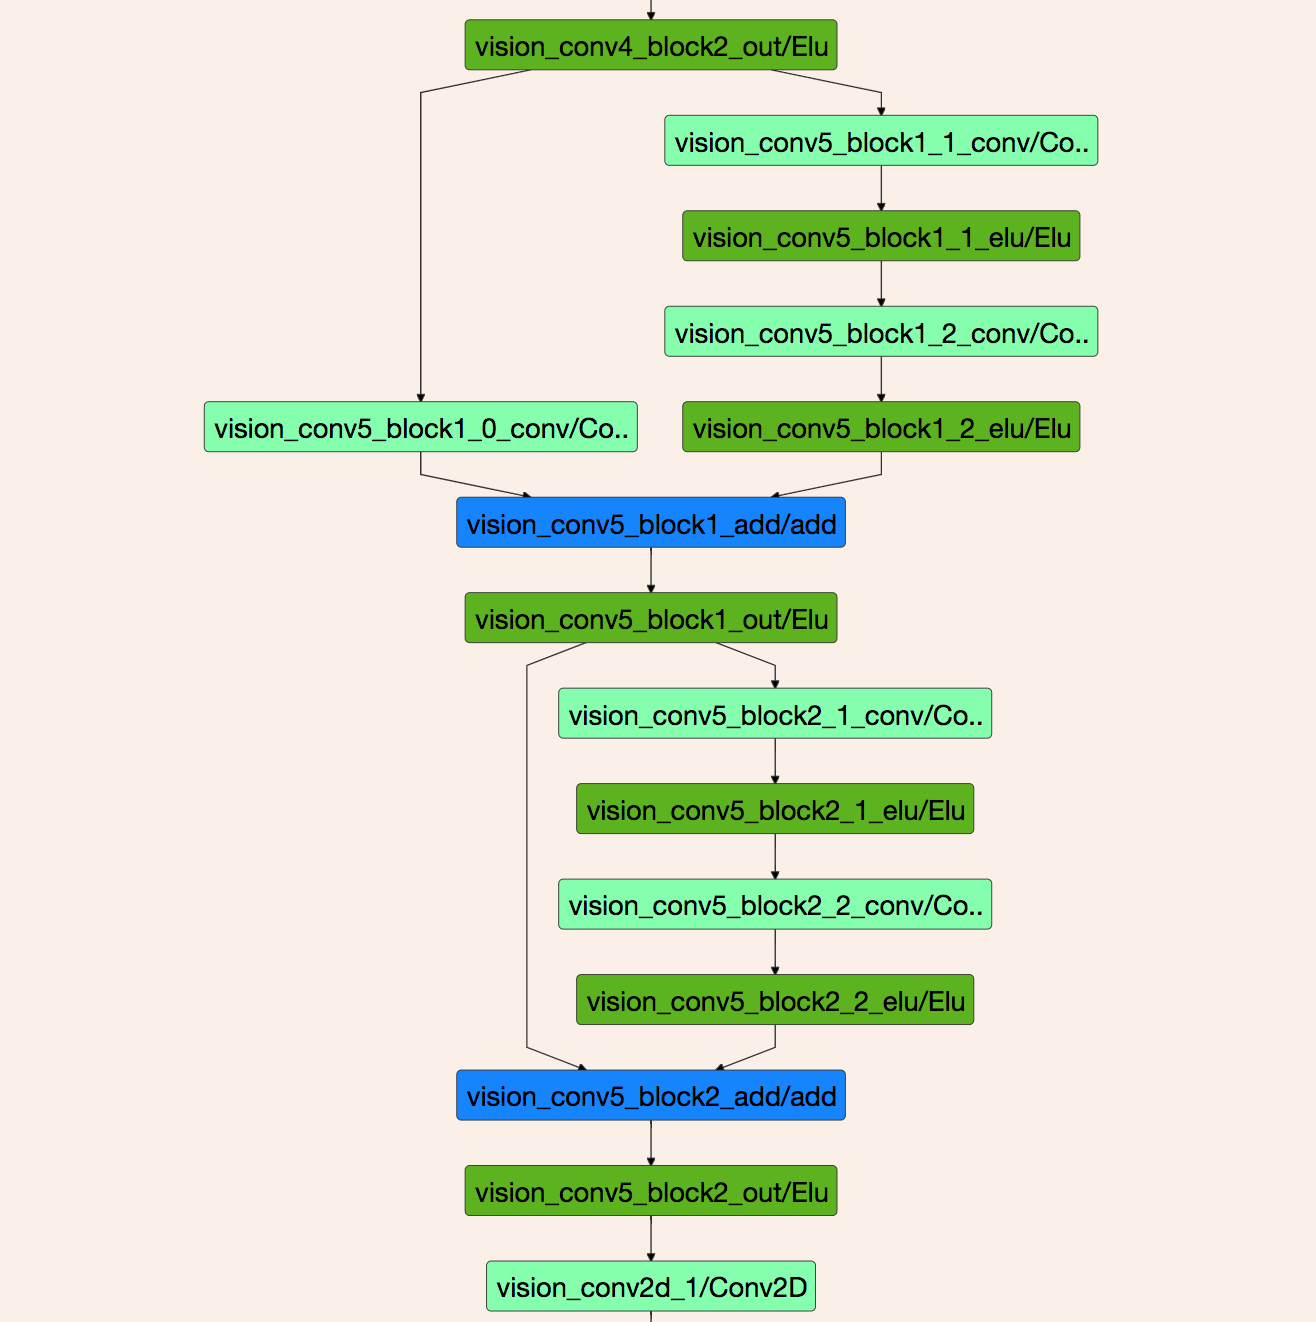 vision_conv4_block2_out/Elu
vision_conv5_block1_1_conv/Co..
vision_conv5_block1_1_elu/Elu
vision_conv5_block1_2_conv/Co..
vision_conv5_block1_0_conv/Co..
vision_conv5_block1_2_elu/Elu
vision_conv5_block1_add/add
vision_conv5_block1_out/Elu
vision_conv5_block2_1_conv/Co..
vision_conv5_block2_1_elu/Elu
vision_conv5_block2_2_conv/Co..
vision_conv5_block2_2_elu/Elu
vision_conv5_block2_add/add
vision_conv5_block2_out/Elu
vision_conv2d_1/Conv2D